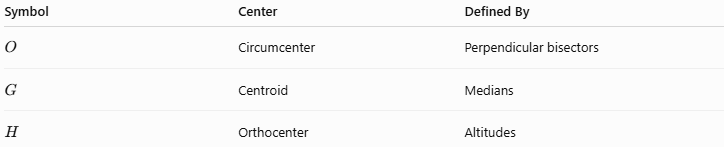 Symbol Center Defined By
O Circumcenter Perpendicular bisectors
G Centroid Medians
H Orthocenter Altitudes